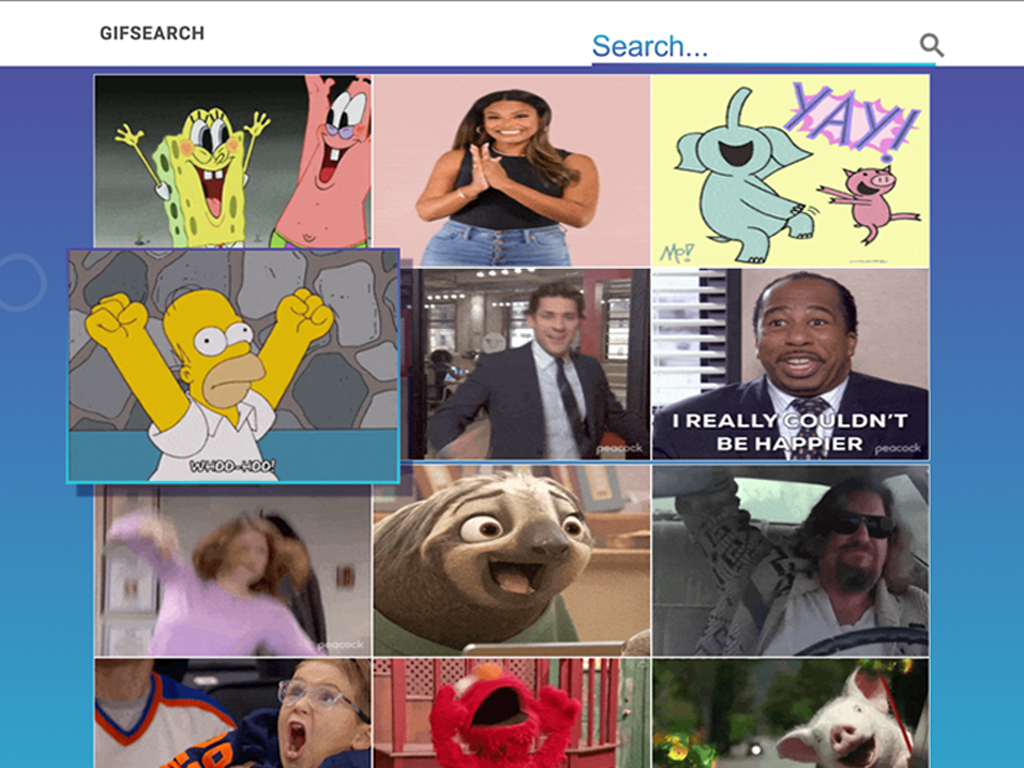 GIFSEARCH
Search...
YAY!
Mo!
WHOO-HOO!
peacock
I REALLY COULDN'T
BE HAPPIER
peacock
peacock